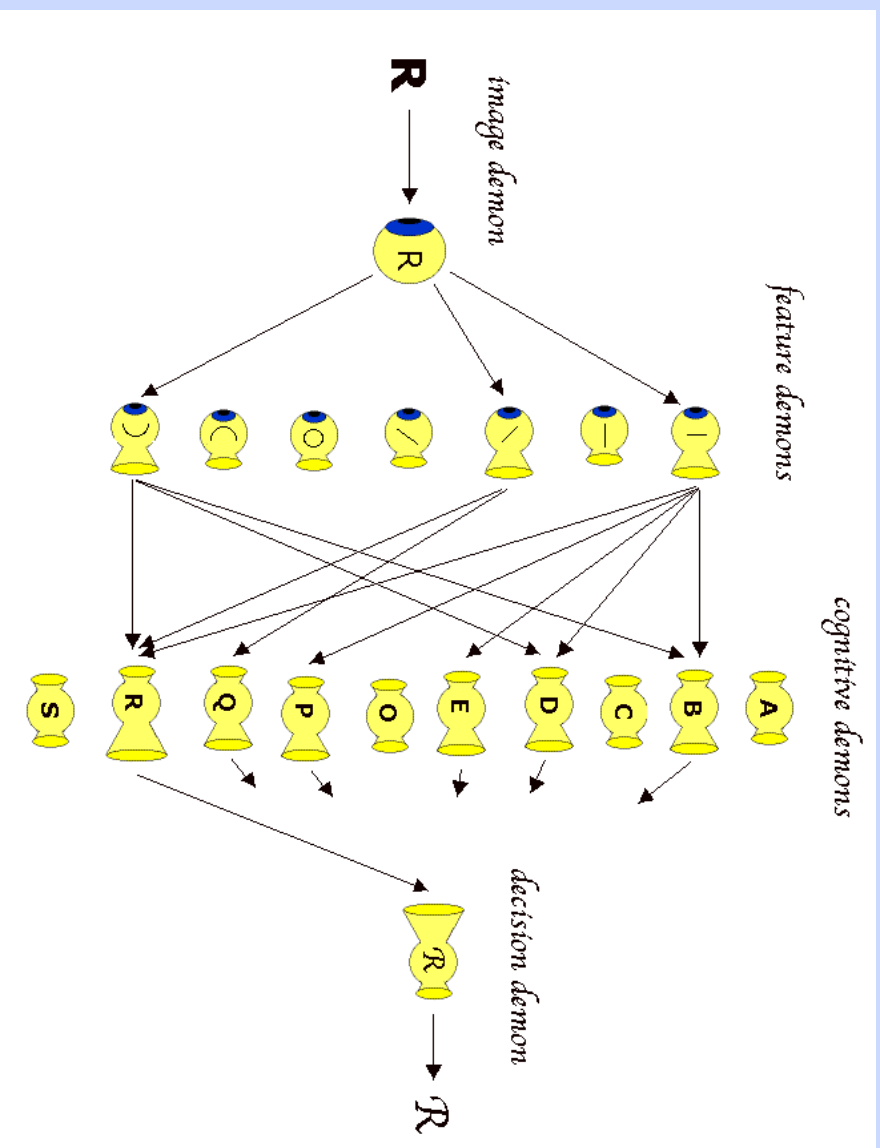 image demon
R
R
feature demons
cognitive demons
A
B
C
D
E
O
P
Q
R
S
decision demon
R
R